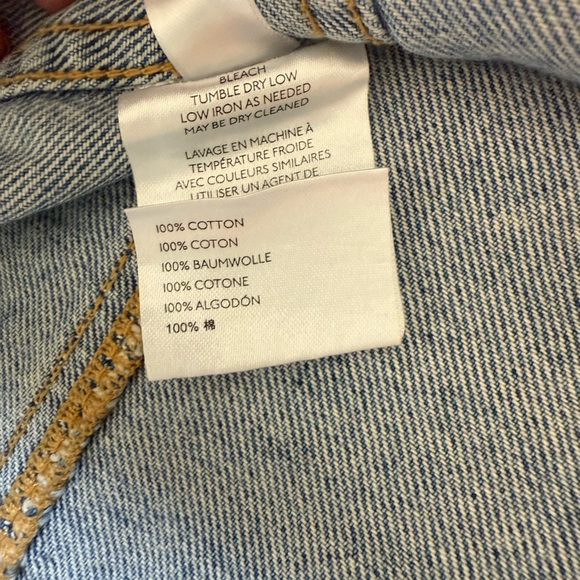 BLEACH
TUMBLE DRY LOW
LOW IRON AS NEEDED
MAY BE DRY CLEANED
LAVAGE EN MACHINE À
TEMPÉRATURE FROIDE
AVEC COULEURS SIMILAIRES
UTILISER UN AGENT DE
100% COTTON
100% COTON
100% BAUMWOLLE
100% COTONE
100% ALGODÓN
100% 棉